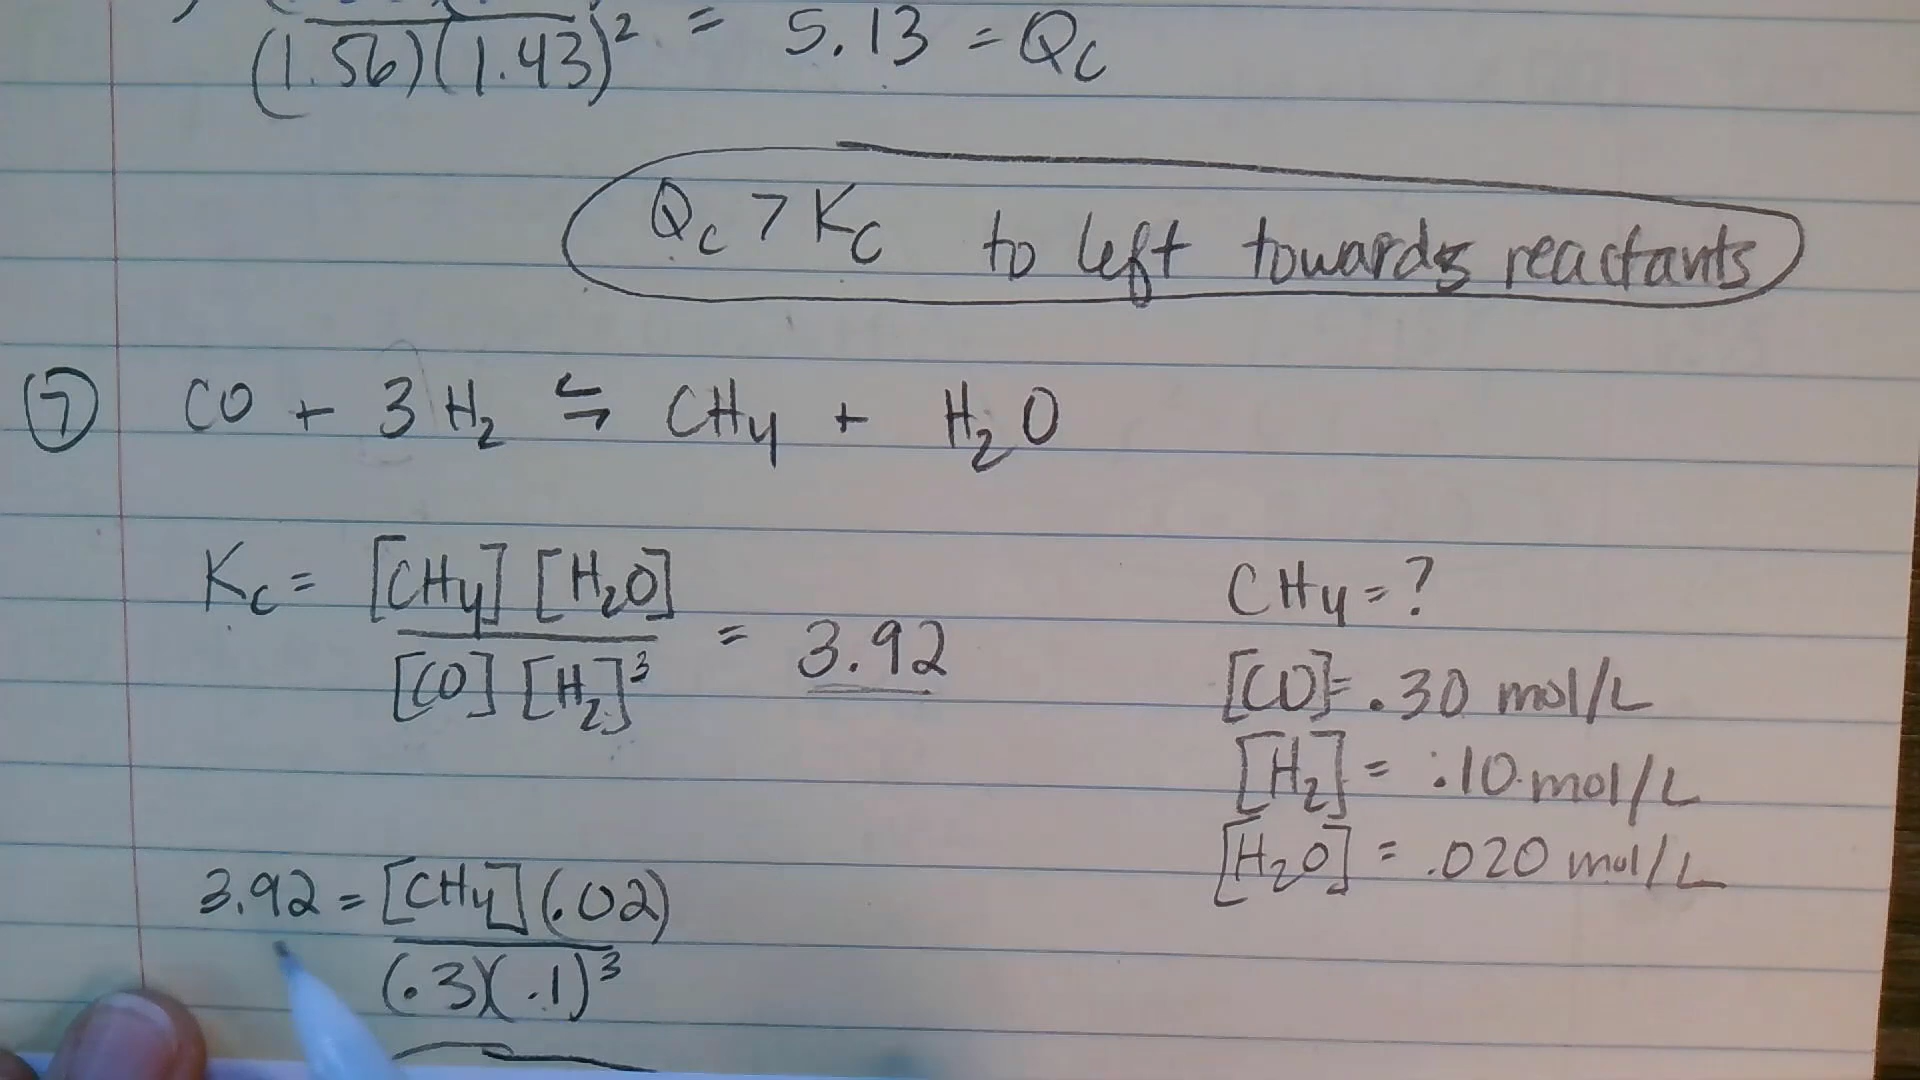 (1.56)(1.43)² = 5.13 = Qc
Qc > Kc to left towards reactants
⑦ CO + 3 H₂ ⇆ CH₄ + H₂O
Kc = [CH₄] [H₂O] / [CO] [H₂]³ = 3.92
CH₄ = ?
[CO] = .30 mol/L
[H₂] = .10 mol/L
[H₂O] = .020 mol/L
3.92 = [CH₄] (.02)
(.3)(.1)³